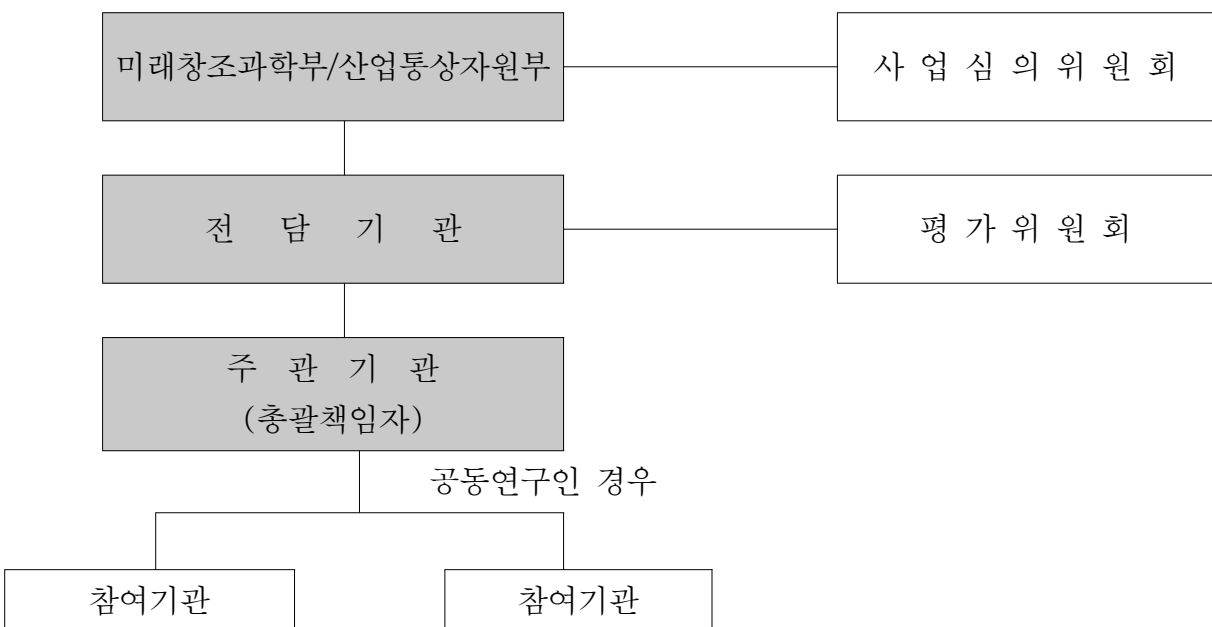 미래창조과학부/산업통상자원부
사 업 심 의 위 원 회
전 담 기 관
평 가 위 원 회
주 관 기 관
(총괄책임자)
공동연구인 경우
참여기관
참여기관